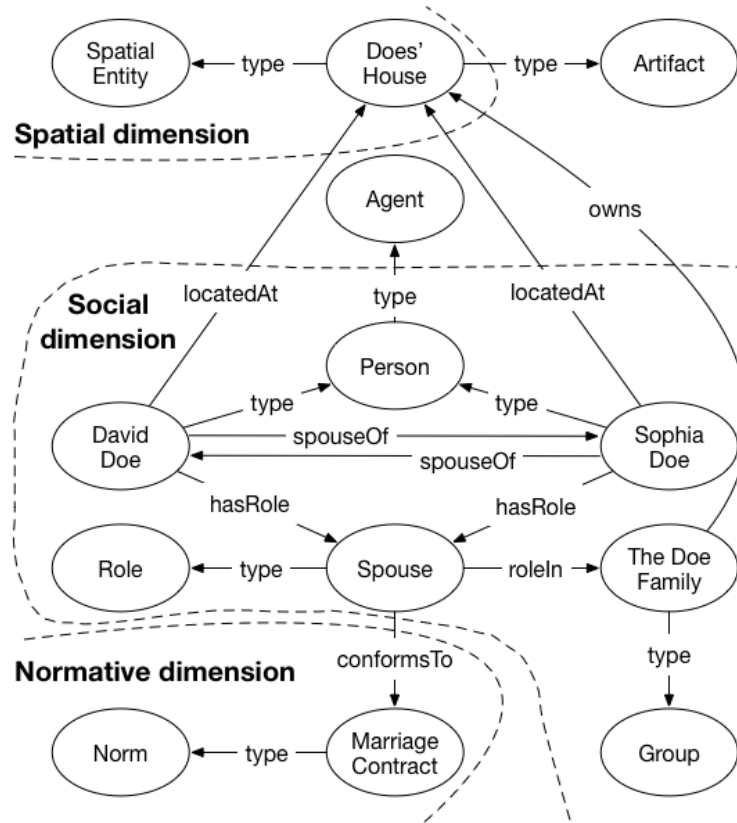 Spatial
Entity
type
Does'
House
type
Artifact
Spatial dimension
Agent
owns
locatedAt
locatedAt
Social
dimension
type
Person
type
type
David
Doe
spouseOf
spouseOf
Sophia
Doe
hasRole
hasRole
Role
type
Spouse
roleIn
The Doe
Family
conformsTo
type
Normative dimension
Norm
type
Marriage
Contract
Group